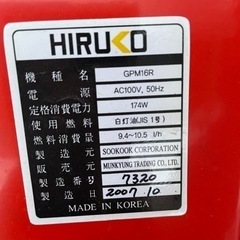 HIRUKO
機種名 GPM16R
電源 AC100V, 50Hz
定格消費電力 174W
使用燃料 白灯油(JIS 1号)
燃料消費量 9.4~10.5 ℓ/h
製造元 SOOKOOK CORPORATION
販売元 MUNKYUNG TRADING CO.,LTD.
製造番号 7320
製造日 2007.10
MADE IN KOREA